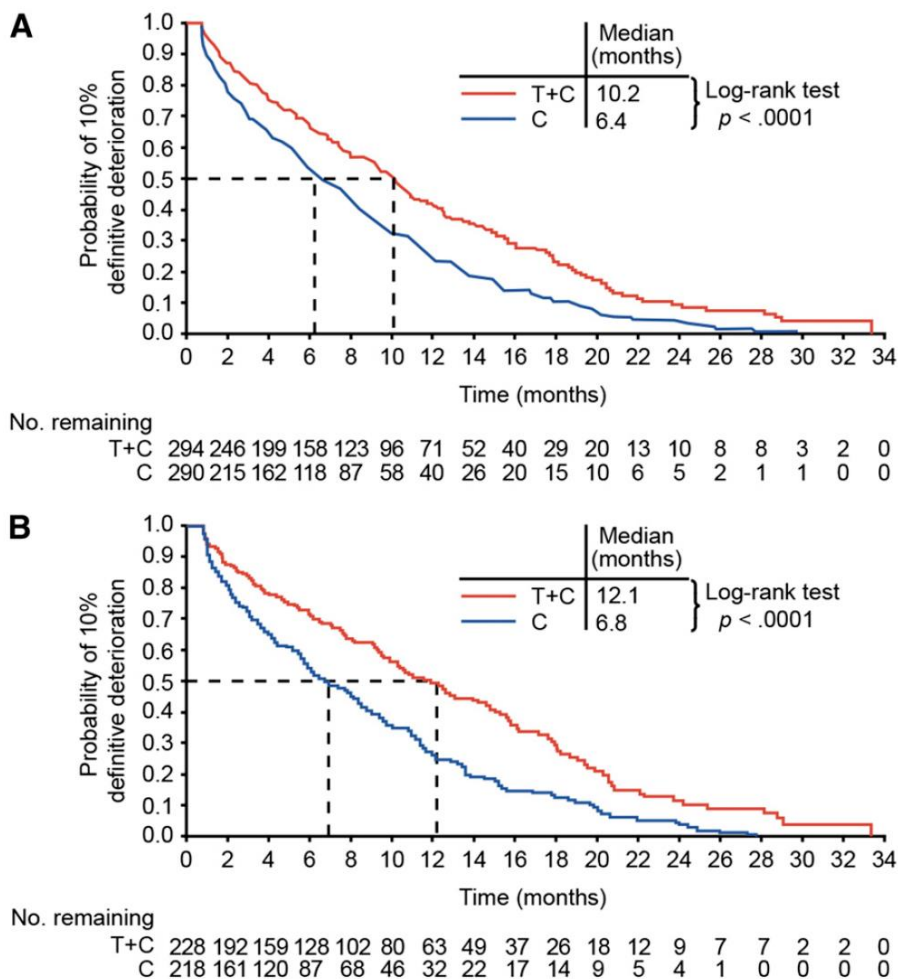 A
Probability of 10%
definitive deterioration
1.0
0.9
0.8
0.7
0.6
0.5
0.4
0.3
0.2
0.1
0.0
Median
(months)
T+C 10.2
C 6.4
Log-rank test
p < .0001
0 2 4 6 8 10 12 14 16 18 20 22 24 26 28 30 32 34
Time (months)
No. remaining
T+C 294 246 199 158 123 96 71 52 40 29 20 13 10 8 8 3 2 0
C 290 215 162 118 87 58 40 26 20 15 10 6 5 2 1 1 0 0
B
Probability of 10%
definitive deterioration
1.0
0.9
0.8
0.7
0.6
0.5
0.4
0.3
0.2
0.1
0.0
Median
(months)
T+C 12.1
C 6.8
Log-rank test
p < .0001
0 2 4 6 8 10 12 14 16 18 20 22 24 26 28 30 32 34
Time (months)
No. remaining
T+C 228 192 159 128 102 80 63 49 37 26 18 12 9 7 7 2 2 0
C 218 161 120 87 68 46 32 22 17 14 9 5 4 1 0 0 0 0